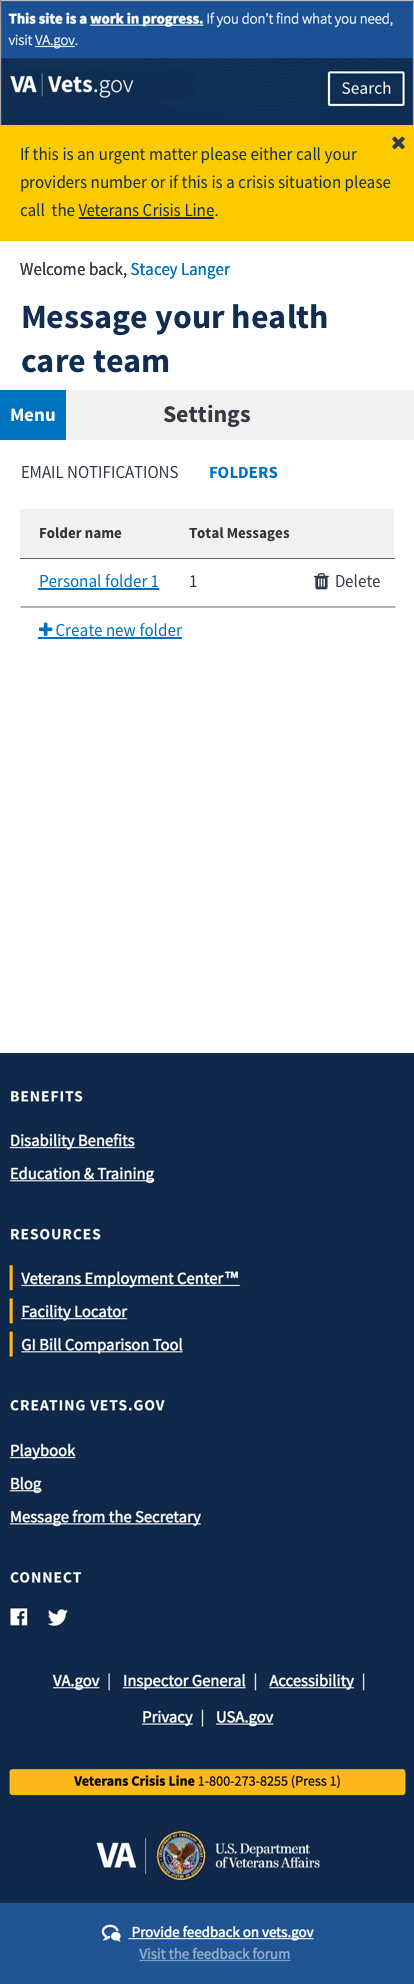 This site is a work in progress. If you don't find what you need,
visit VA.gov.
VA | Vets.gov
Search
If this is an urgent matter please either call your
providers number or if this is a crisis situation please
call the Veterans Crisis Line.
Welcome back, Stacey Langer
Message your health
care team
Menu
Settings
EMAIL NOTIFICATIONS FOLDERS
Folder name Total Messages
Personal folder 1 1 Delete
Create new folder
BENEFITS
Disability Benefits
Education & Training
RESOURCES
Veterans Employment Center™
Facility Locator
GI Bill Comparison Tool
CREATING VETS.GOV
Playbook
Blog
Message from the Secretary
CONNECT
VA.gov | Inspector General | Accessibility |
Privacy | USA.gov
Veterans Crisis Line 1-800-273-8255 (Press 1)
VA
U.S. Department
of Veterans Affairs
Provide feedback on vets.gov
Visit the feedback forum